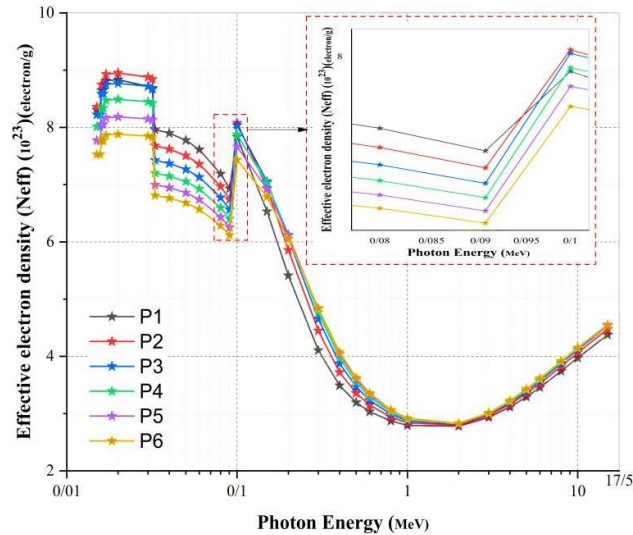 Effective electron density (Neff) (10²³)(electron/g)
10
8
6
4
2
0/01
0/1
1
10
17/5
Photon Energy (MeV)
P1
P2
P3
P4
P5
P6
Effective electron density (Neff) (10²³)(electron/g)
8
0/08
0/085
0/09
0/095
0/1
Photon Energy (MeV)